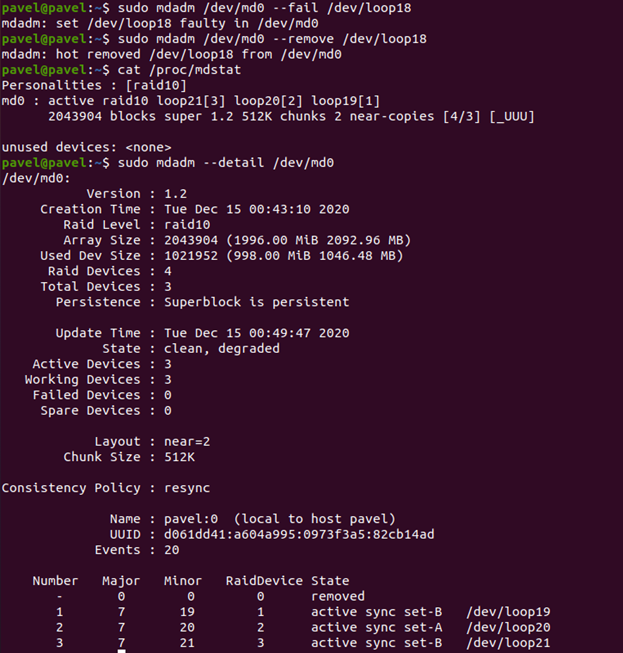 pavel@pavel:~$ sudo mdadm /dev/md0 --fail /dev/loop18
mdadm: set /dev/loop18 faulty in /dev/md0
pavel@pavel:~$ sudo mdadm /dev/md0 --remove /dev/loop18
mdadm: hot removed /dev/loop18 from /dev/md0
pavel@pavel:~$ cat /proc/mdstat
Personalities : [raid10]
md0 : active raid10 loop21[3] loop20[2] loop19[1]
      2043904 blocks super 1.2 512K chunks 2 near-copies [4/3] [_UUU]

unused devices: <none>
pavel@pavel:~$ sudo mdadm --detail /dev/md0
/dev/md0:
           Version : 1.2
     Creation Time : Tue Dec 15 00:43:10 2020
        Raid Level : raid10
        Array Size : 2043904 (1996.00 MiB 2092.96 MB)
     Used Dev Size : 1021952 (998.00 MiB 1046.48 MB)
      Raid Devices : 4
     Total Devices : 3
       Persistence : Superblock is persistent

       Update Time : Tue Dec 15 00:49:47 2020
             State : clean, degraded
    Active Devices : 3
   Working Devices : 3
    Failed Devices : 0
     Spare Devices : 0

            Layout : near=2
        Chunk Size : 512K

Consistency Policy : resync

              Name : pavel:0  (local to host pavel)
              UUID : d061dd41:a604a995:0973f3a5:82cb14ad
            Events : 20

    Number   Major   Minor   RaidDevice State
       -       0        0        0      removed
       1       7       19        1      active sync set-B   /dev/loop19
       2       7       20        2      active sync set-A   /dev/loop20
       3       7       21        3      active sync set-B   /dev/loop21